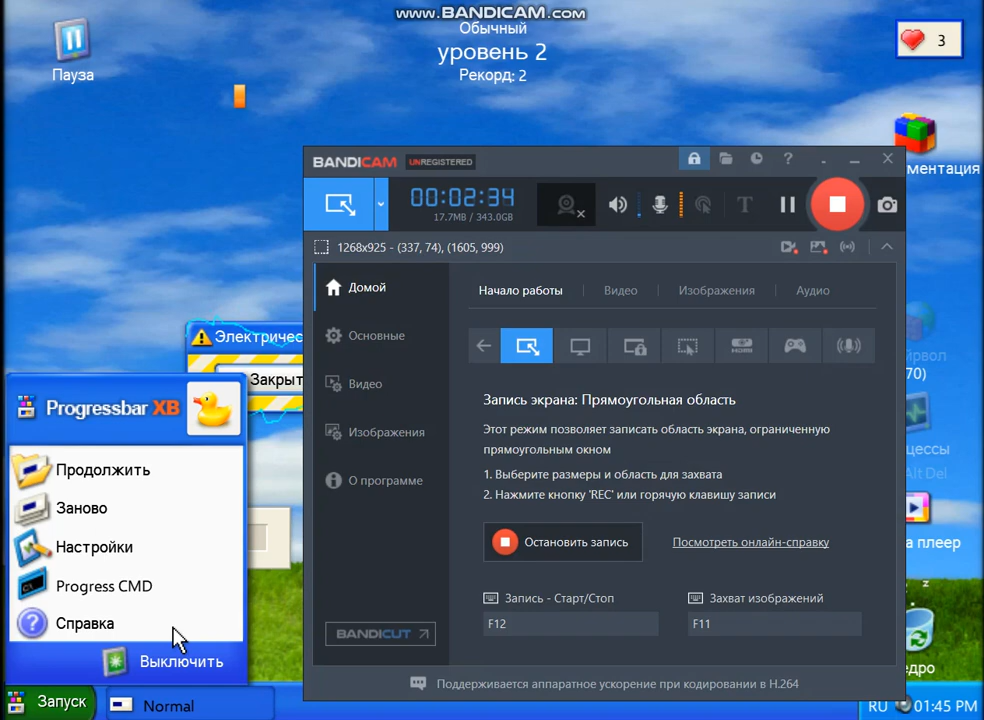 www.BANDICAM.com
Обычный
уровень 2
Рекорд: 2
3
Пауза
ментация
BANDICAM UNREGISTERED
?
00:02:34
17.7MB / 343.0GB
T
1268x925 - (337, 74), (1605, 999)
Домой
Основные
Видео
Изображения
О программе
Начало работы
Видео
Изображения
Аудио
HDMI
Запись экрана: Прямоугольная область
Этот режим позволяет записать область экрана, ограниченную
прямоугольным окном
1. Выберите размеры и область для захвата
2. Нажмите кнопку 'REC' или горячую клавишу записи
Остановить запись
Посмотреть онлайн-справку
Запись - Старт/Стоп
Захват изображений
F12
F11
BANDICUT
Поддерживается аппаратное ускорение при кодировании в H.264
Электричес
Закрыт
Progressbar XB
Продолжить
Заново
Настройки
Progress CMD
Справка
Выключить
йрвол
70)
цессы
Alt Del
а плеер
z
дро
Запуск
Normal
RU
01:45 PM